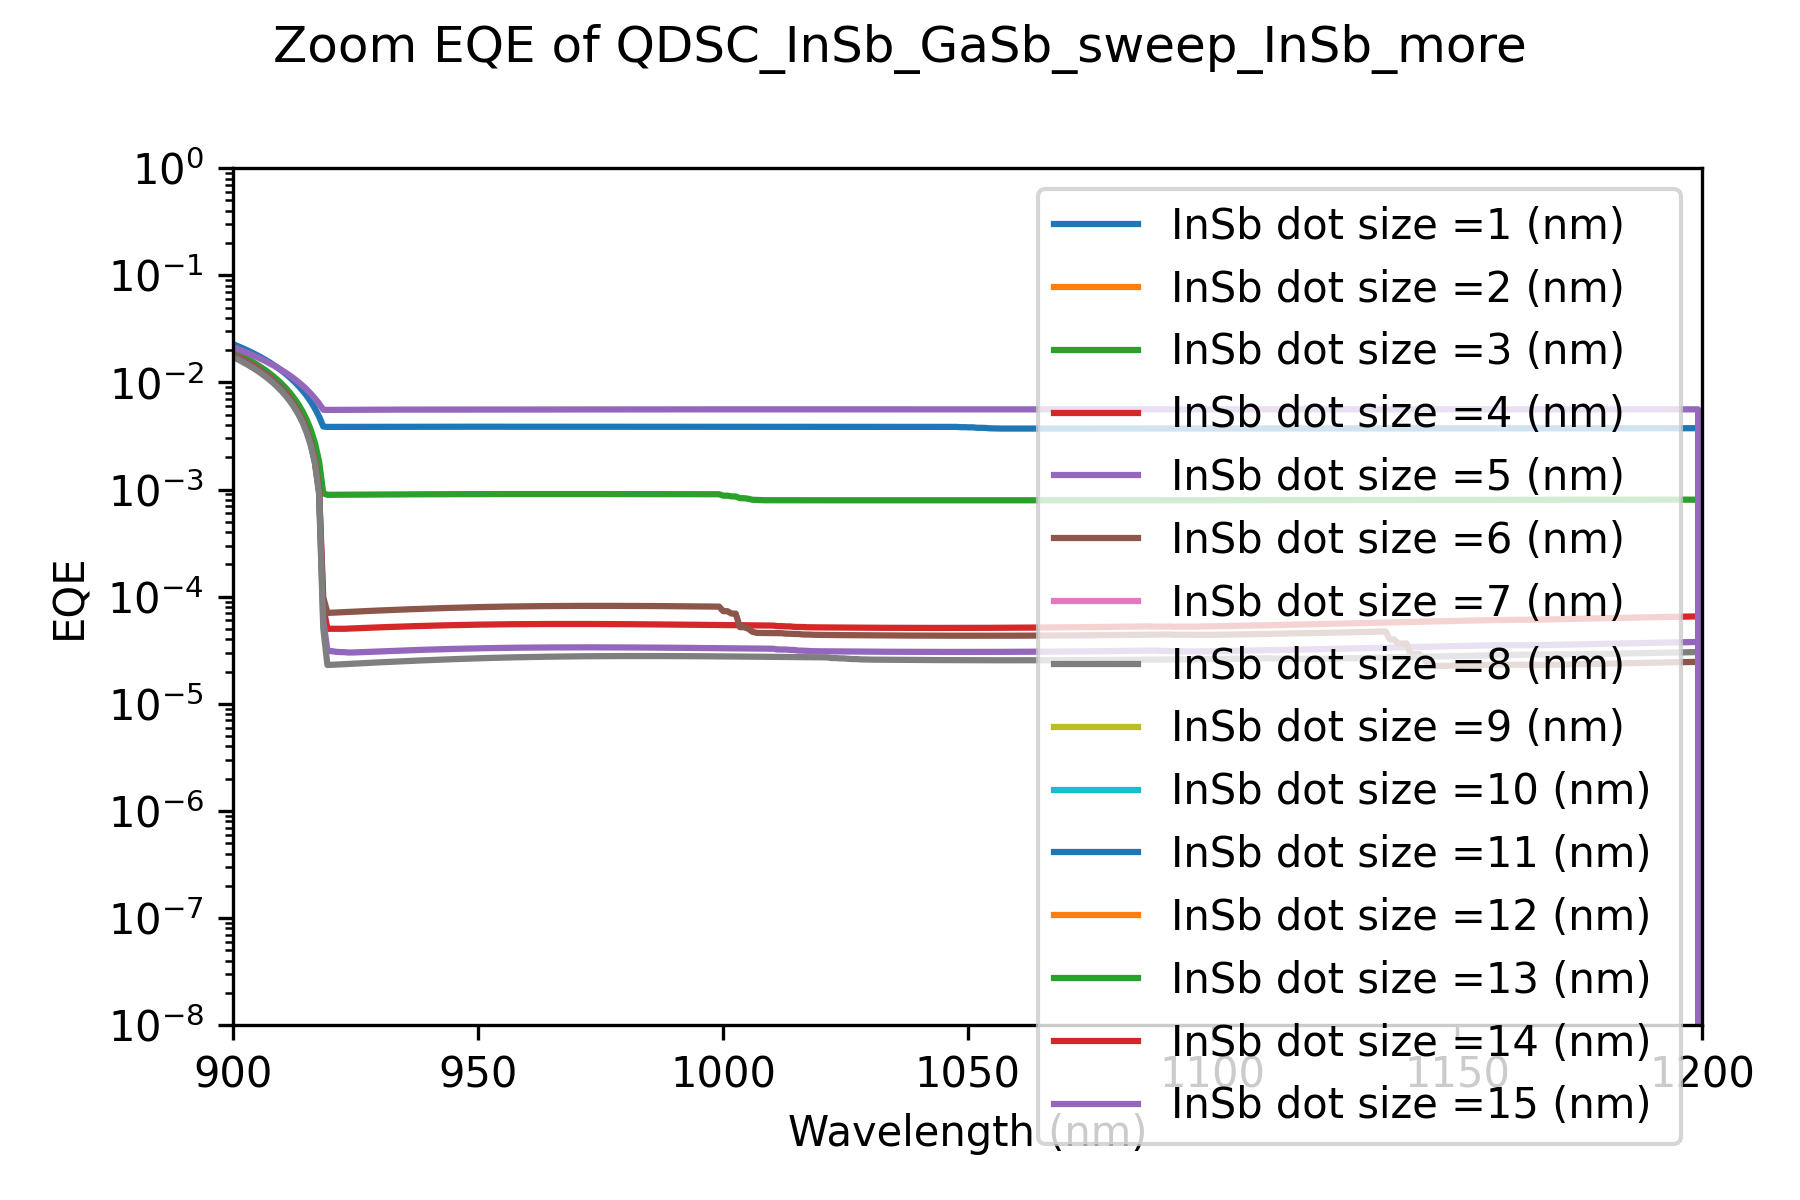 Zoom EQE of QDSC_InSb_GaSb_sweep_InSb_more
10⁰
10⁻¹
10⁻²
10⁻³
10⁻⁴
10⁻⁵
10⁻⁶
10⁻⁷
10⁻⁸
EQE
InSb dot size =1 (nm)
InSb dot size =2 (nm)
InSb dot size =3 (nm)
InSb dot size =4 (nm)
InSb dot size =5 (nm)
InSb dot size =6 (nm)
InSb dot size =7 (nm)
InSb dot size =8 (nm)
InSb dot size =9 (nm)
InSb dot size =10 (nm)
InSb dot size =11 (nm)
InSb dot size =12 (nm)
InSb dot size =13 (nm)
InSb dot size =14 (nm)
InSb dot size =15 (nm)
900 950 1000 1050 1100 1150 1200
Wavelength (nm)